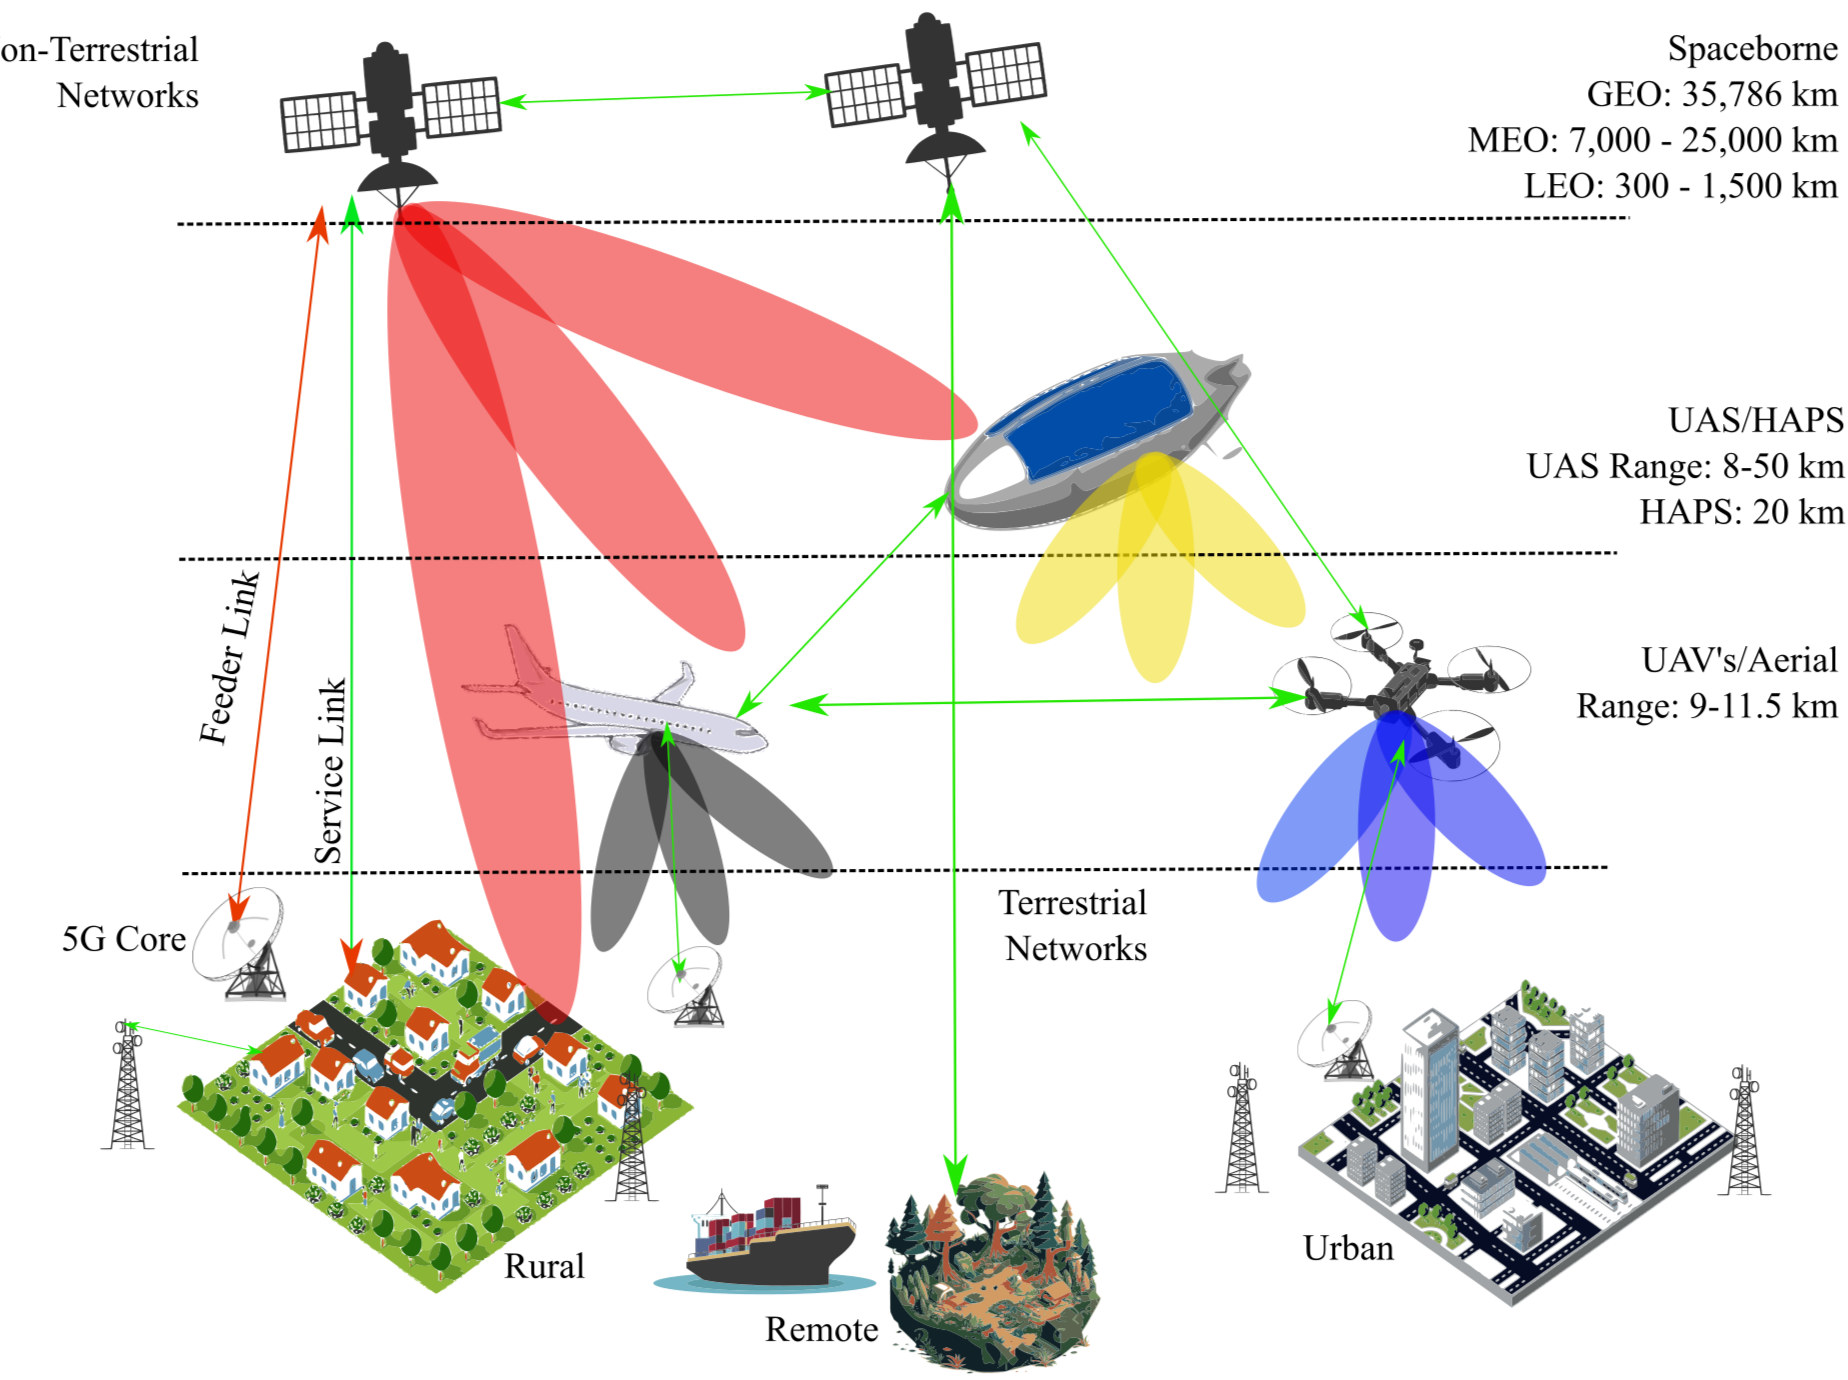 on-Terrestrial
Networks
Spaceborne
GEO: 35,786 km
MEO: 7,000 - 25,000 km
LEO: 300 - 1,500 km
UAS/HAPS
UAS Range: 8-50 km
HAPS: 20 km
Feeder Link
Service Link
UAV's/Aerial
Range: 9-11.5 km
Terrestrial
Networks
5G Core
Rural
Remote
Urban